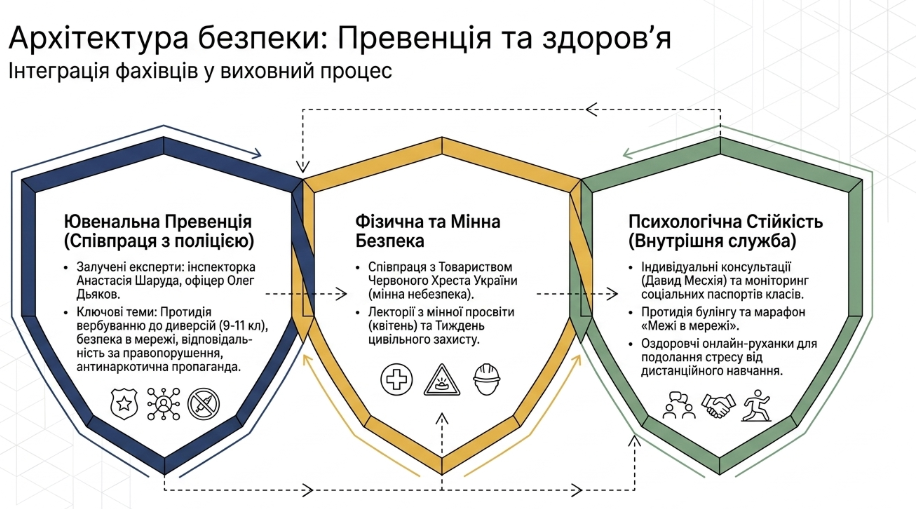 Архітектура безпеки: Превенція та здоров’я
Інтеграція фахівців у виховний процес
Ювенальна Превенція
(Співпраця з поліцією)
• Залучені експерти: інспекторка
Анастасія Шаруда, офіцер Олег
Дьяков.
• Ключові теми: Протидія
вербуванню до диверсій (9-11 кл),
безпека в мережі, відповідаль-
ність за правопорушення,
антинаркотична пропаганда.
Фізична та Мінна
Безпека
• Співпраця з Товариством
Червоного Хреста України
(мінна небезпека).
• Лекторії з мінної просвіти
(квітень) та Тиждень
цивільного захисту.
Психологічна Стійкість
(Внутрішня служба)
• Індивідуальні консультації
(Давид Месхія) та моніторинг
соціальних паспортів класів.
• Протидія булінгу та марафон
«Межі в мережі».
• Оздоровчі онлайн-руханки для
подолання стресу від
дистанційного навчання.